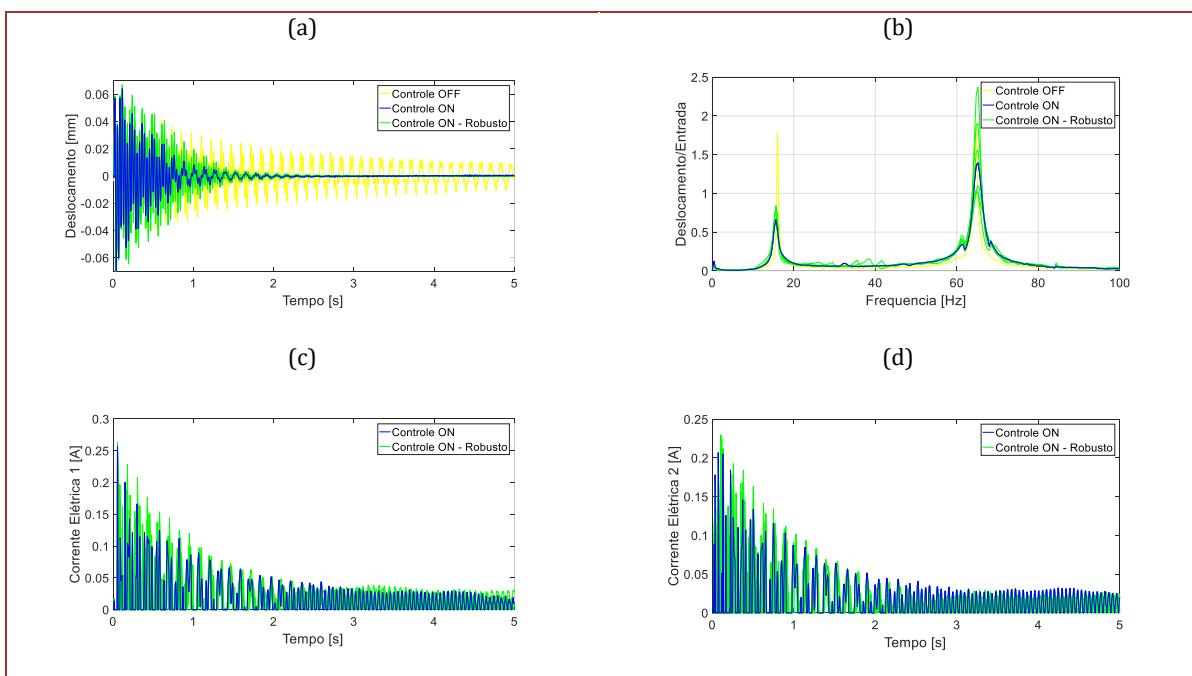 (a)
0.06
0.04
0.02
0
-0.02
-0.04
-0.06
Deslocamento [mm]
0 1 2 3 4 5
Tempo [s]
Controle OFF
Controle ON
Controle ON - Robusto
(b)
2.5
2
1.5
1
0.5
0
Deslocamento/Entrada
0 20 40 60 80 100
Frequencia [Hz]
Controle OFF
Controle ON
Controle ON - Robusto
(c)
0.3
0.25
0.2
0.15
0.1
0.05
0
Corrente Elétrica 1 [A]
0 1 2 3 4 5
Tempo [s]
Controle ON
Controle ON - Robusto
(d)
0.25
0.2
0.15
0.1
0.05
0
Corrente Elétrica 2 [A]
0 1 2 3 4 5
Tempo [s]
Controle ON
Controle ON - Robusto